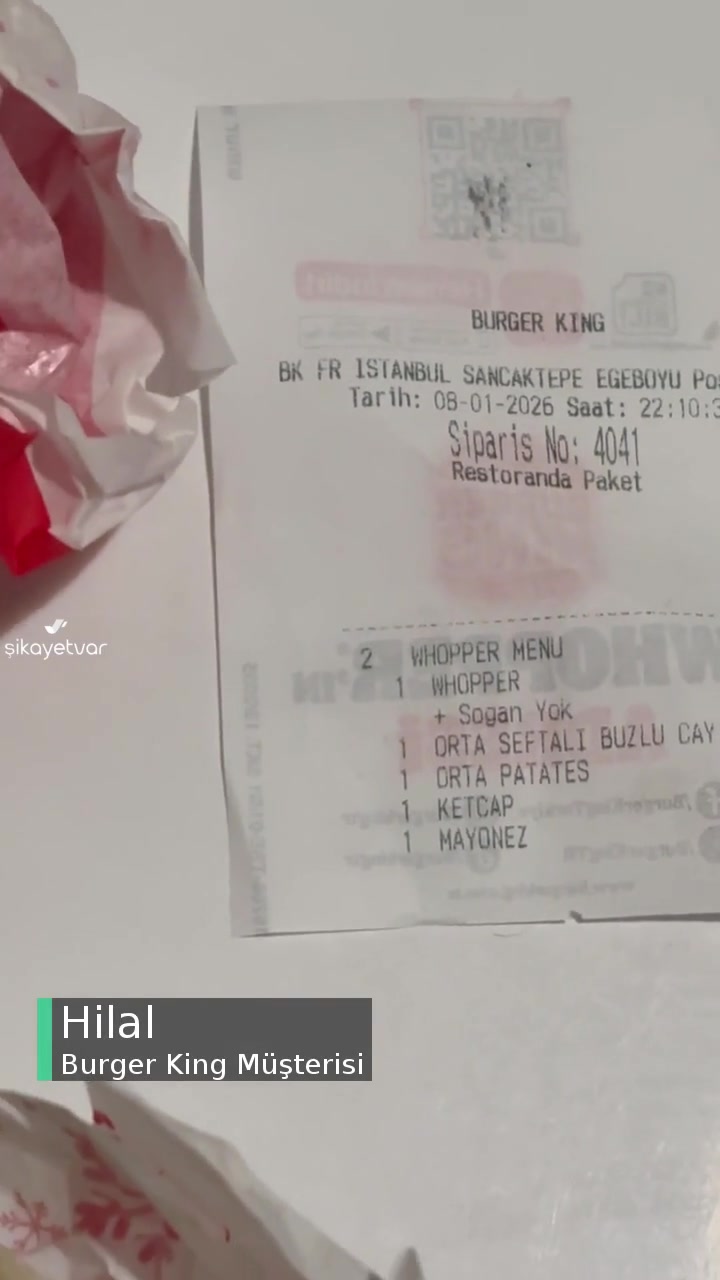 BURGER KING
BK FR ISTANBUL SANCAKTEPE EGEBOYU Pos
Tarih: 08-01-2026 Saat: 22:10:3
Siparis No: 4041
Restoranda Paket
2 WHOPPER MENU
1 WHOPPER
+ Sogan Yok
1 ORTA SEFTALI BUZLU CAY
1 ORTA PATATES
1 KETCAP
1 MAYONEZ
şikayetvar
Hilal
Burger King Müşterisi